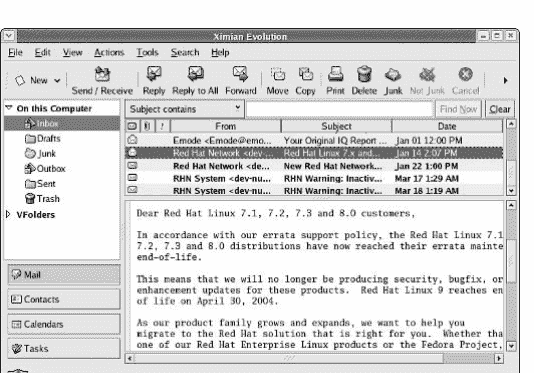 Ximian Evolution
File Edit View Actions Tools Search Help
New
Send / Receive Reply Reply to All Forward Move Copy Print Delete Junk Not Junk Cancel
On this Computer
Inbox
Drafts
Junk
Outbox
Sent
Trash
VFolders
Mail
Contacts
Calendars
Tasks
Subject contains Find Now Clear
! From Subject Date
Emode <Emode@emo... Your Original IQ Report ... Jan 01 12:00 PM
Red Hat Network <dev-... Red Hat Linux 7.x and... Jan 14 2:07 PM
Red Hat Network <de... New Red Hat Network... Jan 22 1:00 PM
RHN System <dev-nu... RHN Warning: Inactiv... Mar 17 1:29 AM
RHN System <dev-nu... RHN Warning: Inactiv... Mar 18 1:19 AM
Dear Red Hat Linux 7.1, 7.2, 7.3 and 8.0 customers,
In accordance with our errata support policy, the Red Hat Linux 7.1
7.2, 7.3 and 8.0 distributions have now reached their errata mainte
end-of-life.
This means that we will no longer be producing security, bugfix, or
enhancement updates for these products. Red Hat Linux 9 reaches en
of life on April 30, 2004.
As our product family grows and expands, we want to help you
migrate to the Red Hat solution that is right for you. Whether tha
one of our Red Hat Enterprise Linux products or the Fedora Project,